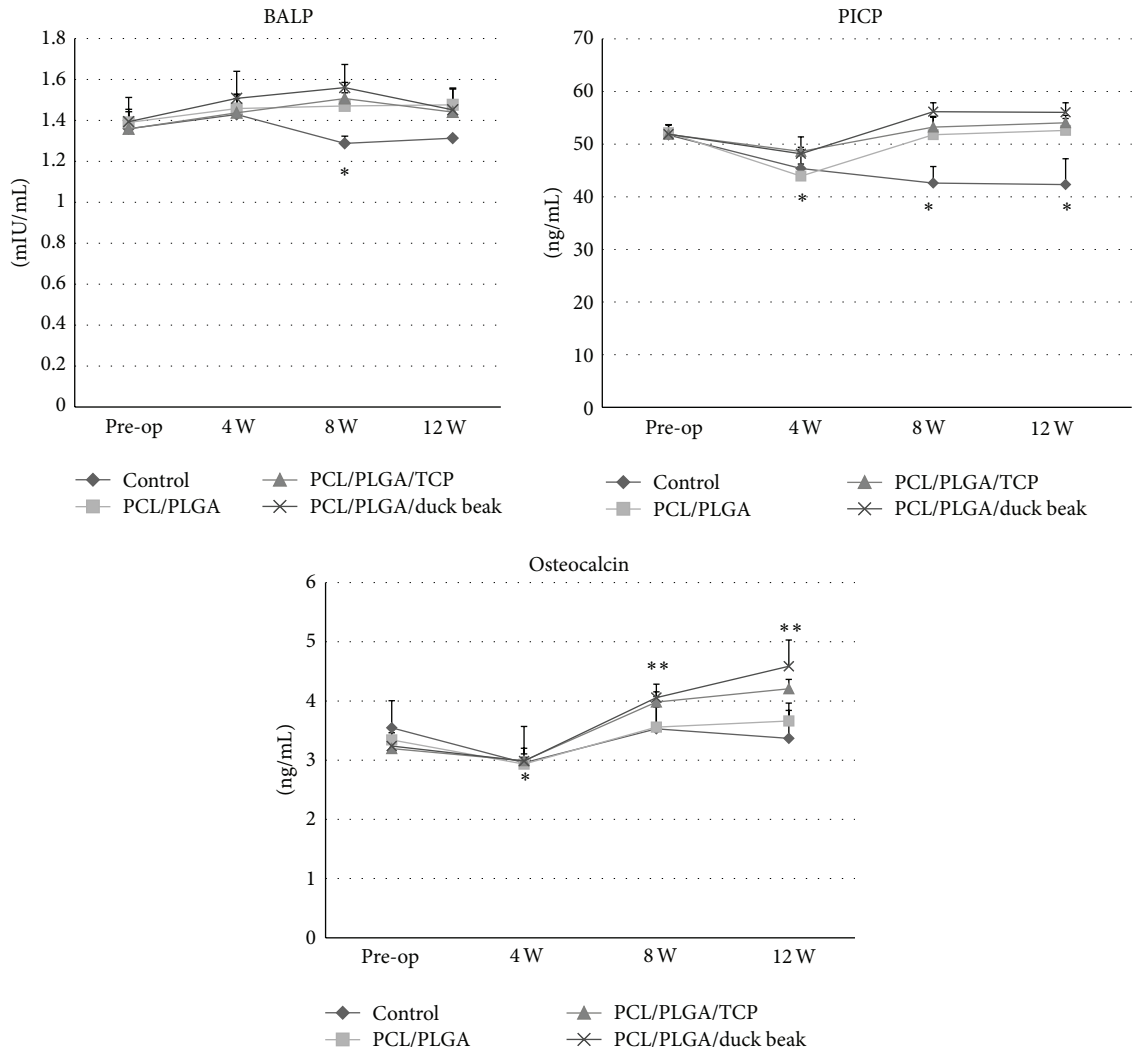 BALP
1.8
1.6
1.4
1.2
1
0.8
0.6
0.4
0.2
0
(mIU/mL)
*
Pre-op 4 W 8 W 12 W
Control PCL/PLGA/TCP
PCL/PLGA PCL/PLGA/duck beak
PICP
70
60
50
40
30
20
10
0
(ng/mL)
* * *
Pre-op 4 W 8 W 12 W
Control PCL/PLGA/TCP
PCL/PLGA PCL/PLGA/duck beak
Osteocalcin
6
5
4
3
2
1
0
(ng/mL)
**
**
*
Pre-op 4 W 8 W 12 W
Control PCL/PLGA/TCP
PCL/PLGA PCL/PLGA/duck beak